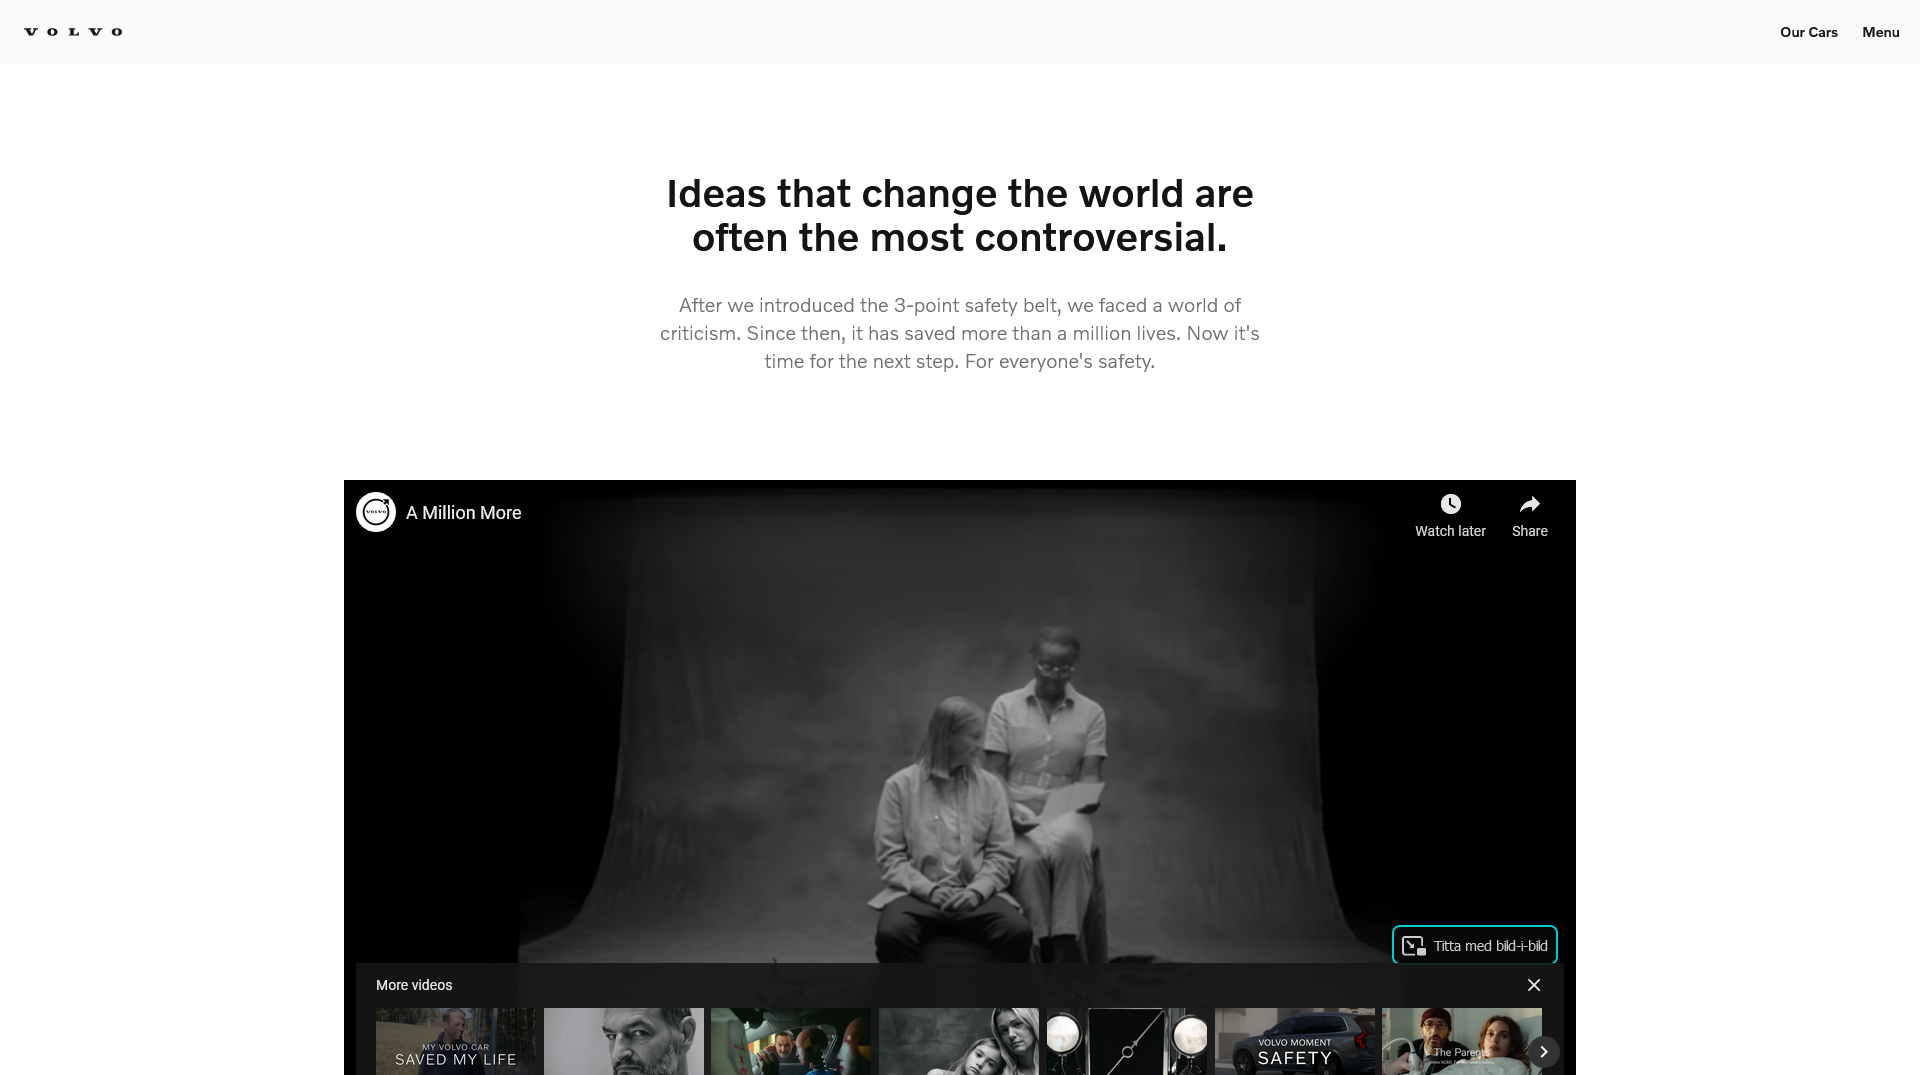 VOLVO
Our Cars
Menu
Ideas that change the world are
often the most controversial.
After we introduced the 3-point safety belt, we faced a world of
criticism. Since then, it has saved more than a million lives. Now it's
time for the next step. For everyone's safety.
VOLVO
A Million More
Watch later
Share
Titta med bild-i-bild
More videos
MY VOLVO CAR
SAVED MY LIFE
VOLVO MOMENT
SAFETY
The Parents